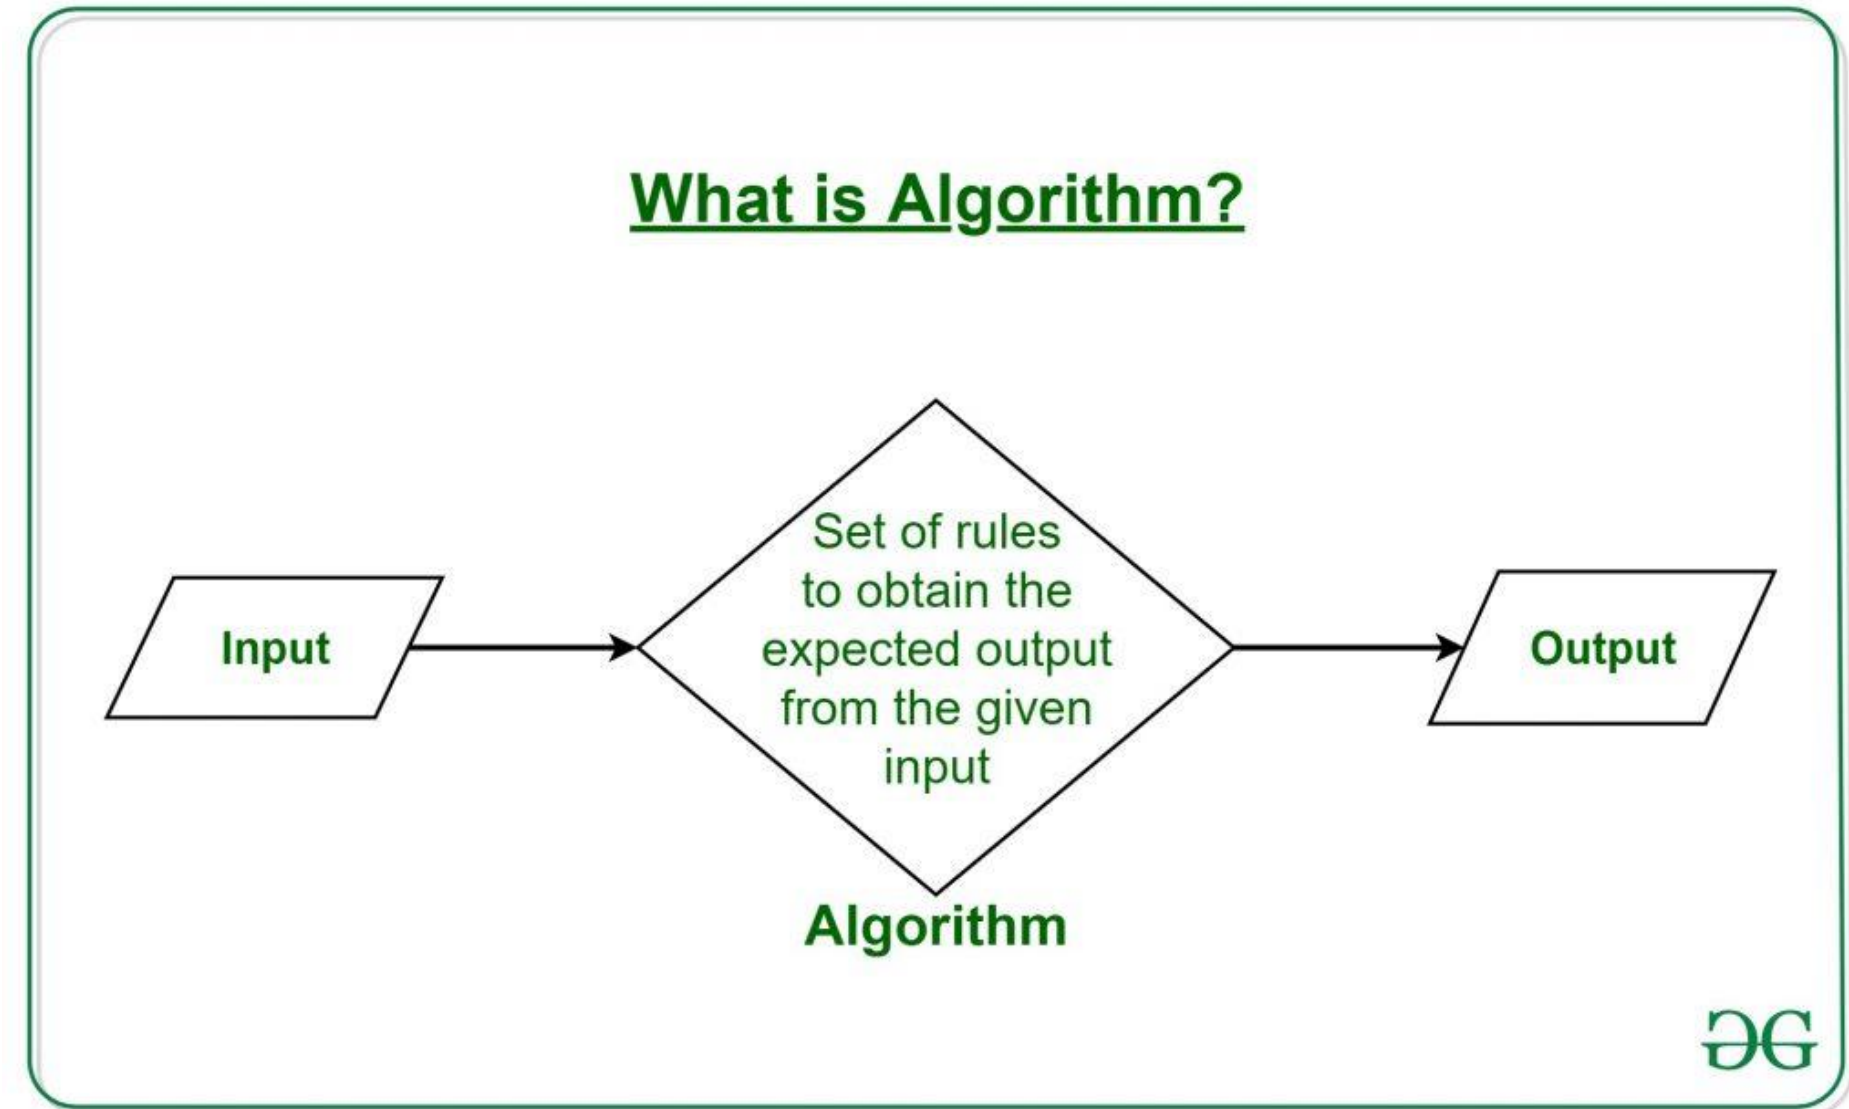 What is Algorithm?
Input
Set of rules
to obtain the
expected output
from the given
input
Output
Algorithm